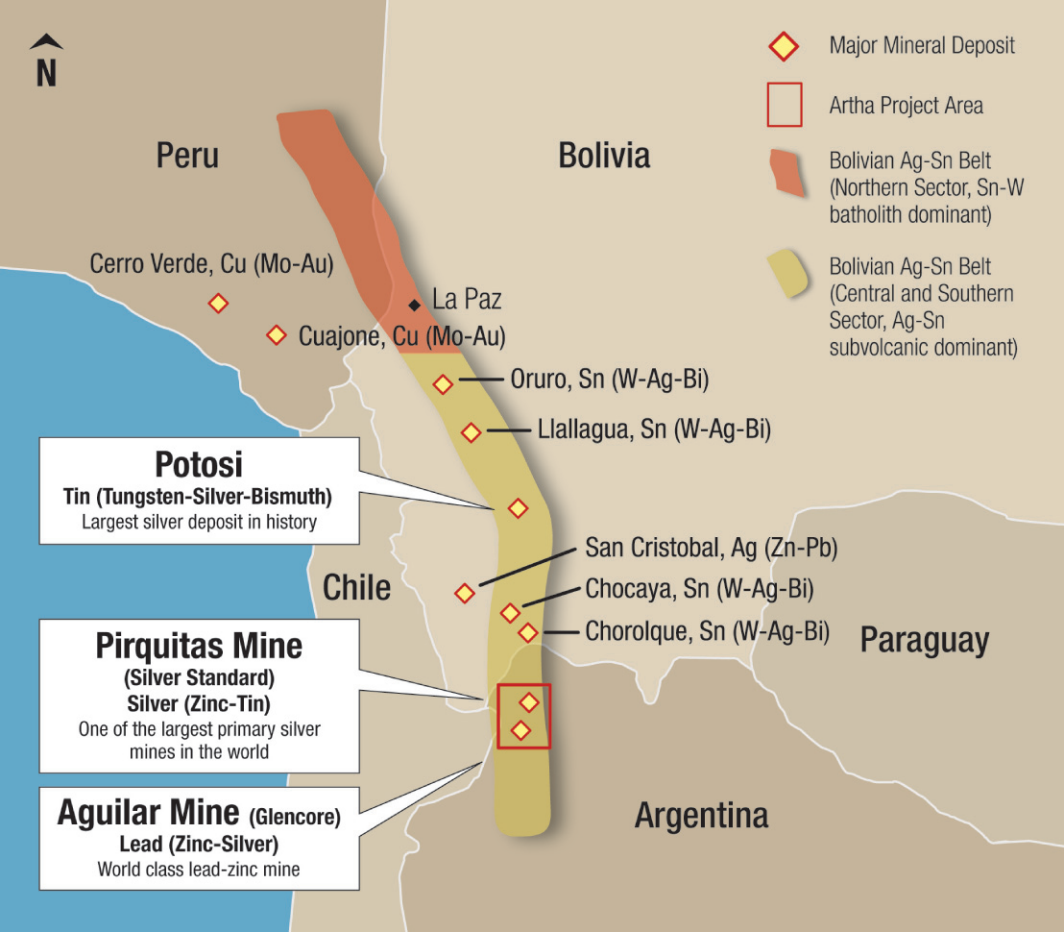 N
Peru
Bolivia
Major Mineral Deposit
Artha Project Area
Bolivian Ag-Sn Belt
(Northern Sector, Sn-W
batholith dominant)
Bolivian Ag-Sn Belt
(Central and Southern
Sector, Ag-Sn
subvolcanic dominant)
Cerro Verde, Cu (Mo-Au)
La Paz
Cuajone, Cu (Mo-Au)
Oruro, Sn (W-Ag-Bi)
Llallagua, Sn (W-Ag-Bi)
Potosi
Tin (Tungsten-Silver-Bismuth)
Largest silver deposit in history
San Cristobal, Ag (Zn-Pb)
Chile
Chocaya, Sn (W-Ag-Bi)
Chorolque, Sn (W-Ag-Bi)
Paraguay
Pirquitas Mine
(Silver Standard)
Silver (Zinc-Tin)
One of the largest primary silver
mines in the world
Aguilar Mine (Glencore)
Lead (Zinc-Silver)
World class lead-zinc mine
Argentina